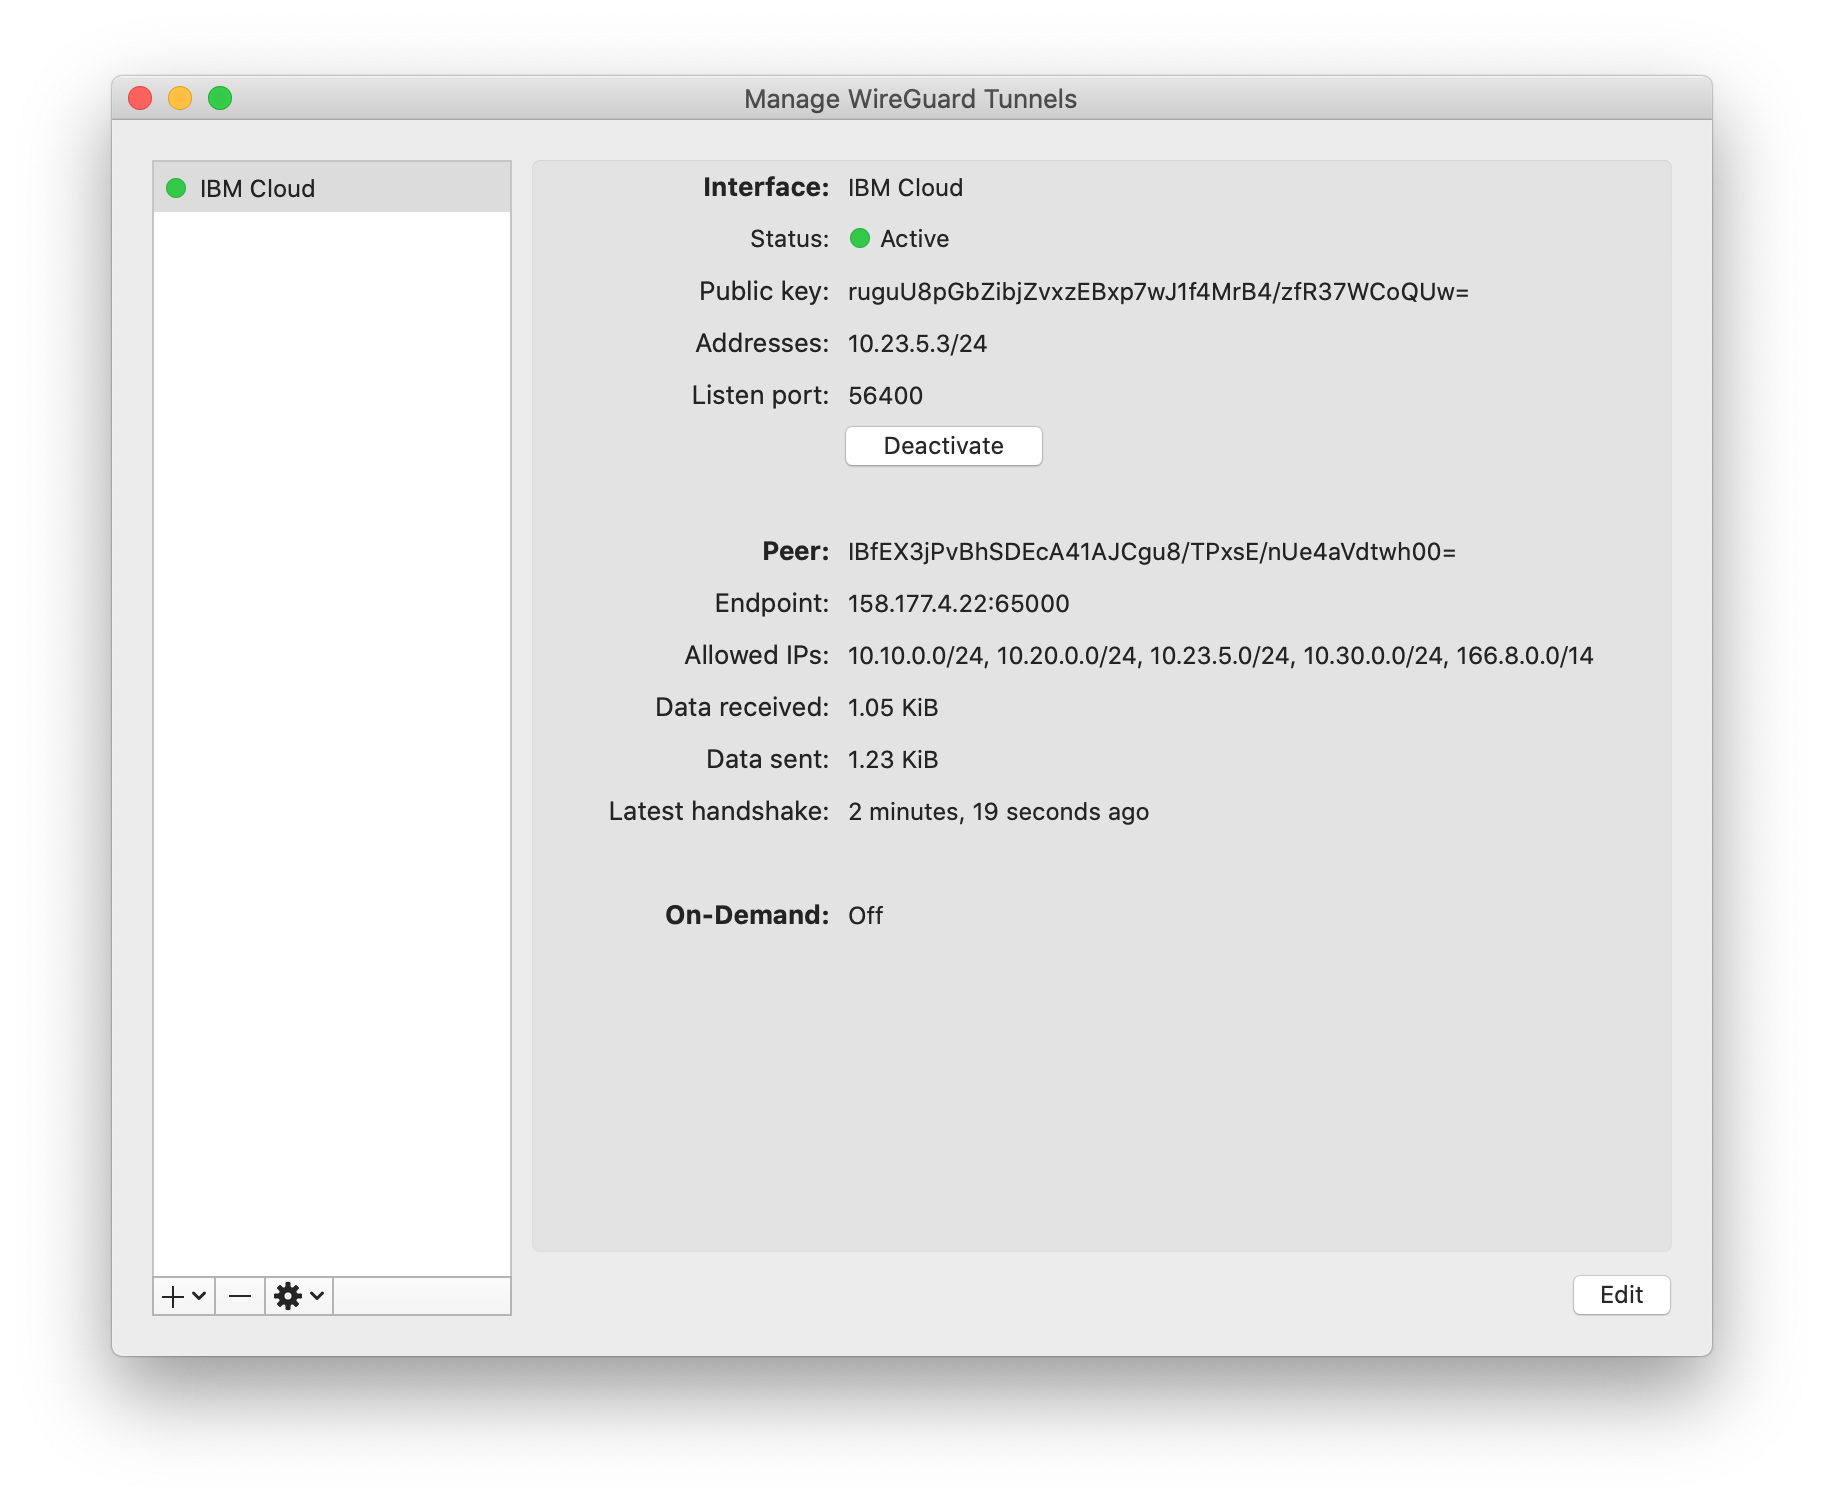 Manage WireGuard Tunnels
IBM Cloud
Interface: IBM Cloud
Status: Active
Public key: ruguU8pGbZibjZvxzEBxp7wJ1f4MrB4/zfR37WCoQUw=
Addresses: 10.23.5.3/24
Listen port: 56400
Deactivate
Peer: IBfEX3jPvBhSDEcA41AJCgu8/TPxsE/nUe4aVdtwh00=
Endpoint: 158.177.4.22:65000
Allowed IPs: 10.10.0.0/24, 10.20.0.0/24, 10.23.5.0/24, 10.30.0.0/24, 166.8.0.0/14
Data received: 1.05 KiB
Data sent: 1.23 KiB
Latest handshake: 2 minutes, 19 seconds ago
On-Demand: Off
Edit